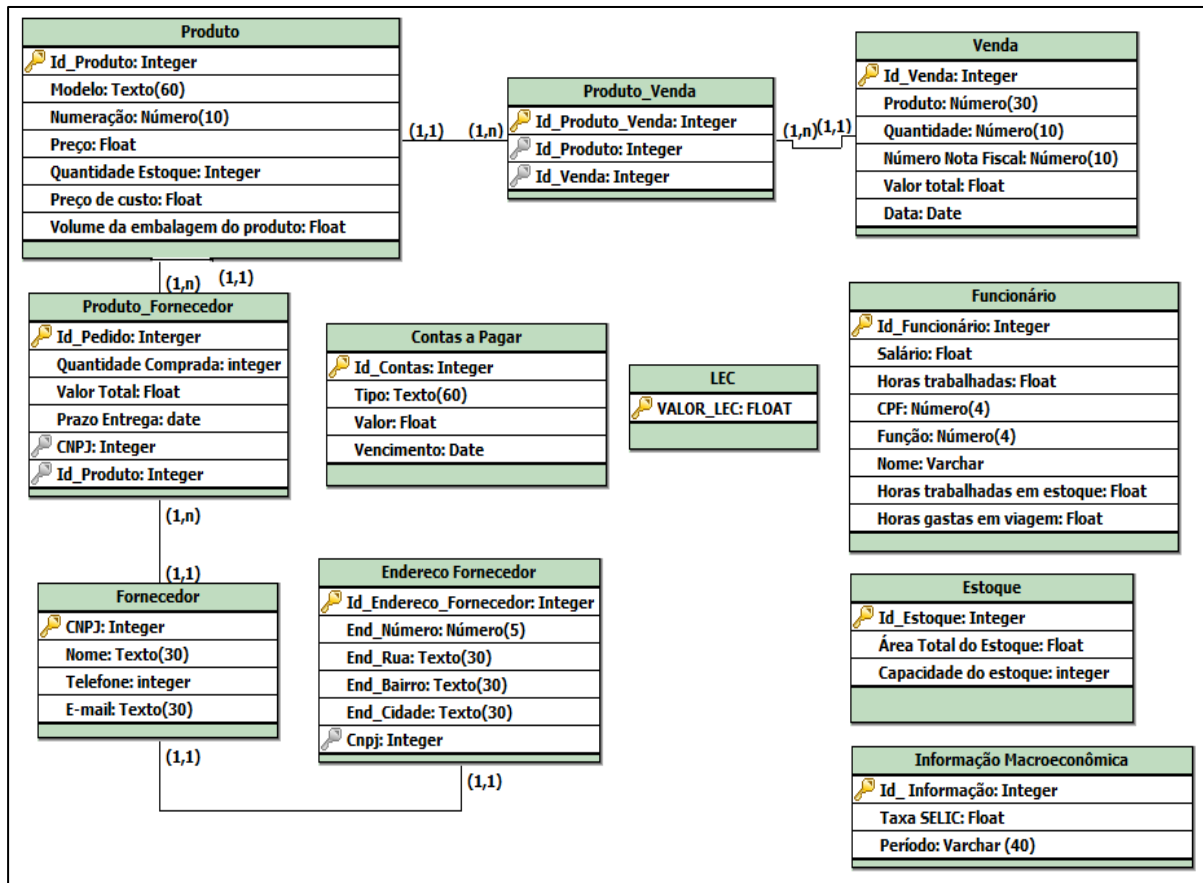 Produto
Id_Produto: Integer
Modelo: Texto(60)
Numeração: Número(10)
Preço: Float
Quantidade Estoque: Integer
Preço de custo: Float
Volume da embalagem do produto: Float
(1,1)
(1,n)
Produto_Venda
Id_Produto_Venda: Integer
Id_Produto: Integer
Id_Venda: Integer
(1,n)(1,1)
Venda
Id_Venda: Integer
Produto: Número(30)
Quantidade: Número(10)
Número Nota Fiscal: Número(10)
Valor total: Float
Data: Date
(1,n)
(1,1)
Produto_Fornecedor
Id_Pedido: Interger
Quantidade Comprada: integer
Valor Total: Float
Prazo Entrega: date
CNPJ: Integer
Id_Produto: Integer
(1,n)
(1,1)
Contas a Pagar
Id_Contas: Integer
Tipo: Texto(60)
Valor: Float
Vencimento: Date
LEC
VALOR_LEC: FLOAT
Funcionário
Id_Funcionário: Integer
Salário: Float
Horas trabalhadas: Float
CPF: Número(4)
Função: Número(4)
Nome: Varchar
Horas trabalhadas em estoque: Float
Horas gastas em viagem: Float
Fornecedor
CNPJ: Integer
Nome: Texto(30)
Telefone: integer
E-mail: Texto(30)
(1,1)
Endereco Fornecedor
Id_Endereco_Fornecedor: Integer
End_Número: Número(5)
End_Rua: Texto(30)
End_Bairro: Texto(30)
End_Cidade: Texto(30)
Cnpj: Integer
(1,1)
Estoque
Id_Estoque: Integer
Área Total do Estoque: Float
Capacidade do estoque: integer
Informação Macroeconômica
Id_ Informação: Integer
Taxa SELIC: Float
Período: Varchar (40)